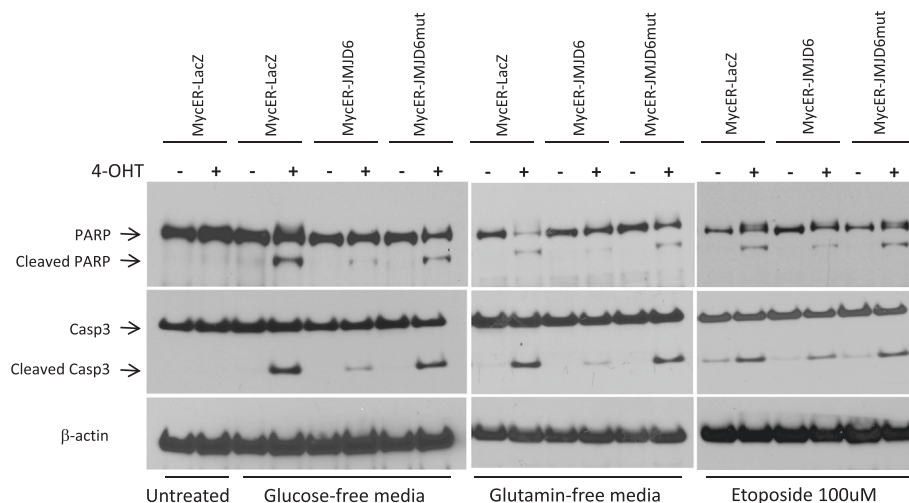 MycER-LacZ MycER-LacZ MycER-JMJD6 MycER-JMJD6mut MycER-LacZ MycER-JMJD6 MycER-JMJD6mut MycER-LacZ MycER-JMJD6 MycER-JMJD6mut
4-OHT - + - + - + - + - + - + - + - + - + - +
PARP
Cleaved PARP
Casp3
Cleaved Casp3
β-actin
Untreated Glucose-free media Glutamin-free media Etoposide 100uM